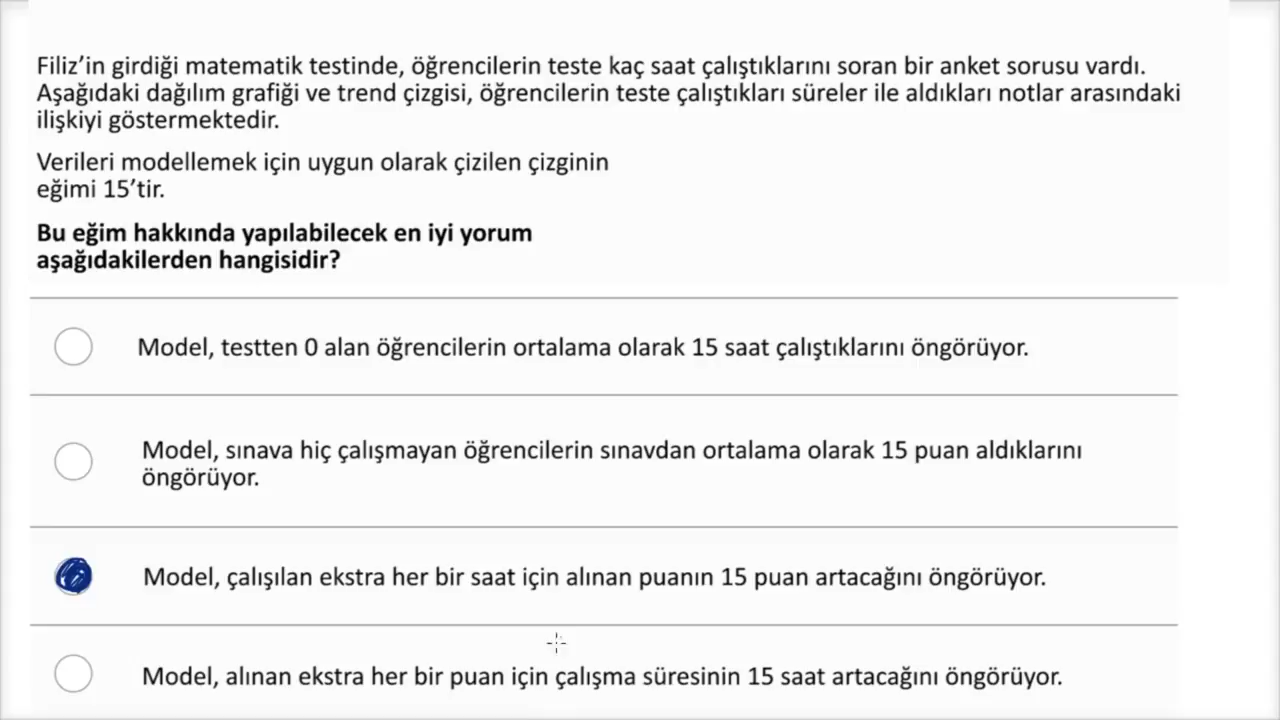 Filiz’in girdiği matematik testinde, öğrencilerin teste kaç saat çalıştıklarını soran bir anket sorusu vardı.
Aşağıdaki dağılım grafiği ve trend çizgisi, öğrencilerin teste çalıştıkları süreler ile aldıkları notlar arasındaki
ilişkiyi göstermektedir.
Verileri modellemek için uygun olarak çizilen çizginin
eğimi 15’tir.
Bu eğim hakkında yapılabilecek en iyi yorum
aşağıdakilerden hangisidir?
Model, testten 0 alan öğrencilerin ortalama olarak 15 saat çalıştıklarını öngörüyor.
Model, sınava hiç çalışmayan öğrencilerin sınavdan ortalama olarak 15 puan aldıklarını
öngörüyor.
Model, çalışılan ekstra her bir saat için alınan puanın 15 puan artacağını öngörüyor.
Model, alınan ekstra her bir puan için çalışma süresinin 15 saat artacağını öngörüyor.